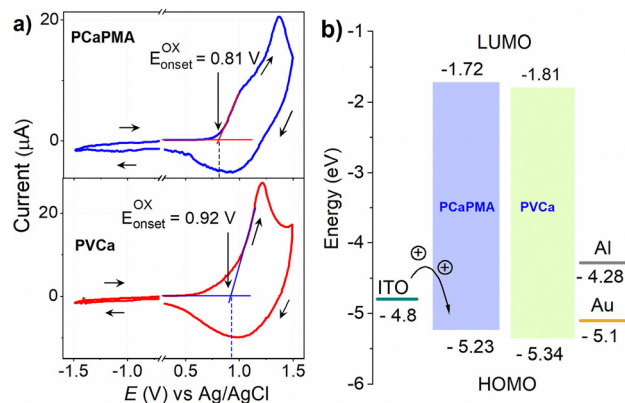 a)
PCaPMA
E onset OX = 0.81 V
20
0
PVCa
E onset OX = 0.92 V
20
0
Current (μA)
-1.5 -1.0 0.5 1.0 1.5
E (V) vs Ag/AgCl
b)
LUMO
-1
-2
-3
-4
-5
-6
Energy (eV)
-1.72
-1.81
PCaPMA
PVCa
ITO
- 4.8
Al
- 4.28
Au
- 5.1
- 5.23
- 5.34
HOMO